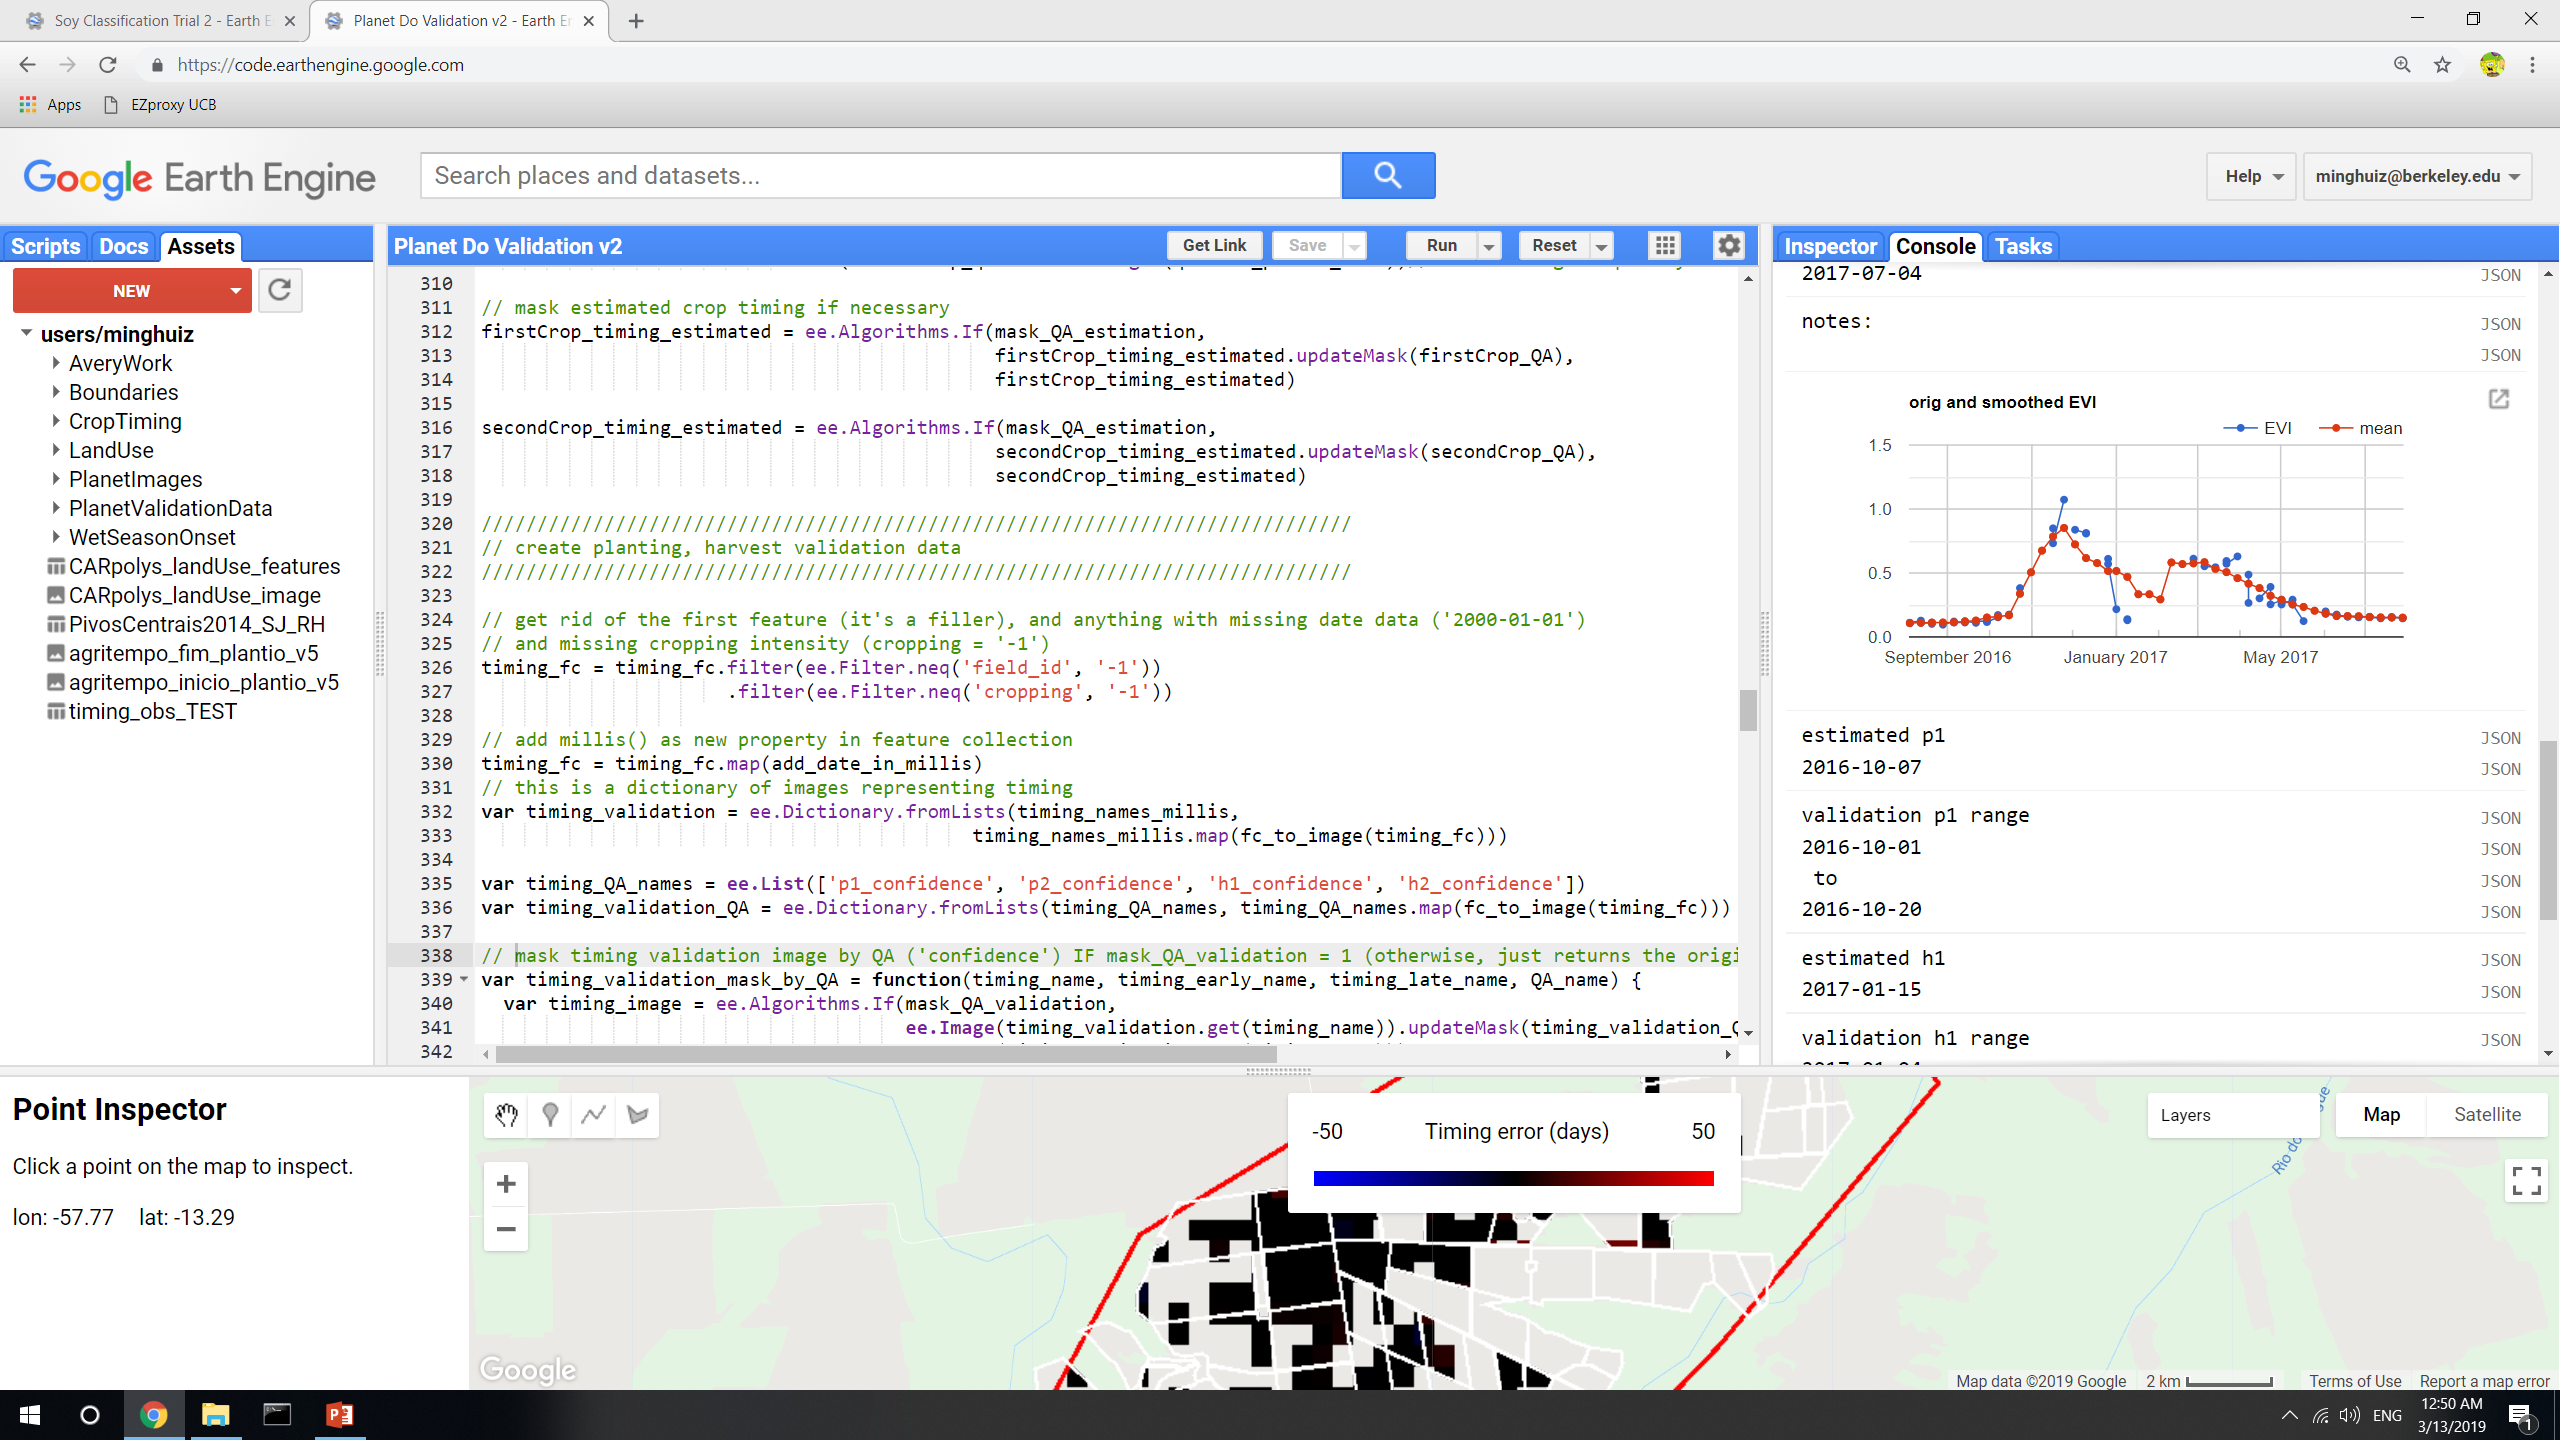 Soy Classification Trial 2 - Earth E
Planet Do Validation v2 - Earth En
https://code.earthengine.google.com
Apps
EZproxy UCB
Google Earth Engine
Search places and datasets...
Help
minghuiz@berkeley.edu
Scripts
Docs
Assets
NEW
users/minghuiz
AveryWork
Boundaries
CropTiming
LandUse
PlanetImages
PlanetValidationData
WetSeasonOnset
CARpolys_landUse_features
CARpolys_landUse_image
PivosCentrais2014_SJ_RH
agritempo_fim_plantio_v5
agritempo_inicio_plantio_v5
timing_obs_TEST
Planet Do Validation v2
Get Link
Save
Run
Reset
310
311 // mask estimated crop timing if necessary
312 firstCrop_timing_estimated = ee.Algorithms.If(mask_QA_estimation,
313 firstCrop_timing_estimated.updateMask(firstCrop_QA),
314 firstCrop_timing_estimated)
315
316 secondCrop_timing_estimated = ee.Algorithms.If(mask_QA_estimation,
317 secondCrop_timing_estimated.updateMask(secondCrop_QA),
318 secondCrop_timing_estimated)
319
320 //////////////////////////////////////////////////////////////////////////////
321 // create planting, harvest validation data
322 //////////////////////////////////////////////////////////////////////////////
323
324 // get rid of the first feature (it's a filler), and anything with missing date data ('2000-01-01')
325 // and missing cropping intensity (cropping = '-1')
326 timing_fc = timing_fc.filter(ee.Filter.neq('field_id', '-1'))
327 .filter(ee.Filter.neq('cropping', '-1'))
328
329 // add millis() as new property in feature collection
330 timing_fc = timing_fc.map(add_date_in_millis)
331 // this is a dictionary of images representing timing
332 var timing_validation = ee.Dictionary.fromLists(timing_names_millis,
333 timing_names_millis.map(fc_to_image(timing_fc)))
334
335 var timing_QA_names = ee.List(['p1_confidence', 'p2_confidence', 'h1_confidence', 'h2_confidence'])
336 var timing_validation_QA = ee.Dictionary.fromLists(timing_QA_names, timing_QA_names.map(fc_to_image(timing_fc)))
337
338 // mask timing validation image by QA ('confidence') IF mask_QA_validation = 1 (otherwise, just returns the origi
339 var timing_validation_mask_by_QA = function(timing_name, timing_early_name, timing_late_name, QA_name) {
340 var timing_image = ee.Algorithms.If(mask_QA_validation,
341 ee.Image(timing_validation.get(timing_name)).updateMask(timing_validation_Q
342
Inspector
Console
Tasks
2017-07-04 JSON
notes: JSON
JSON
orig and smoothed EVI
EVI mean
1.5
1.0
0.5
0.0
September 2016 January 2017 May 2017
estimated p1 JSON
2016-10-07 JSON
validation p1 range JSON
2016-10-01 JSON
to JSON
2016-10-20 JSON
estimated h1 JSON
2017-01-15 JSON
validation h1 range JSON
Point Inspector
Click a point on the map to inspect.
lon: -57.77 lat: -13.29
-50 Timing error (days) 50
Layers
Map
Satellite
Rio do
Google
Map data ©2019 Google
2 km
Terms of Use
Report a map error
ENG
12:50 AM
3/13/2019
1